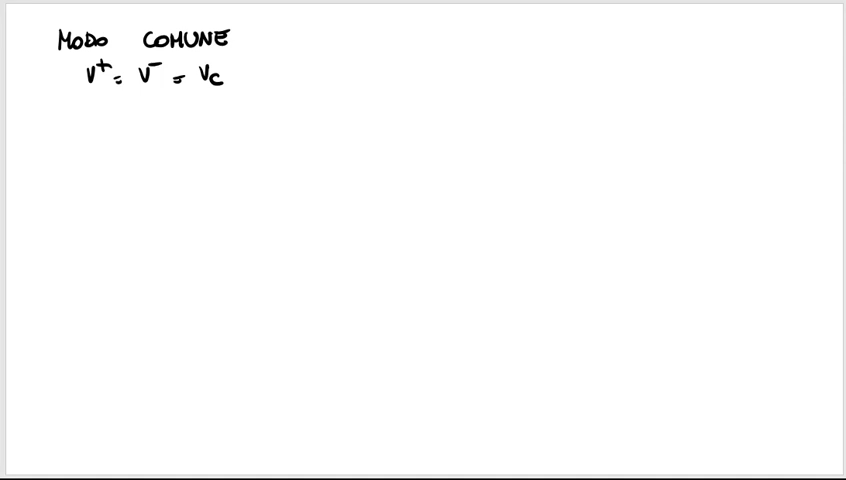 MODO COMUNE
V⁺ = V⁻ = Vc